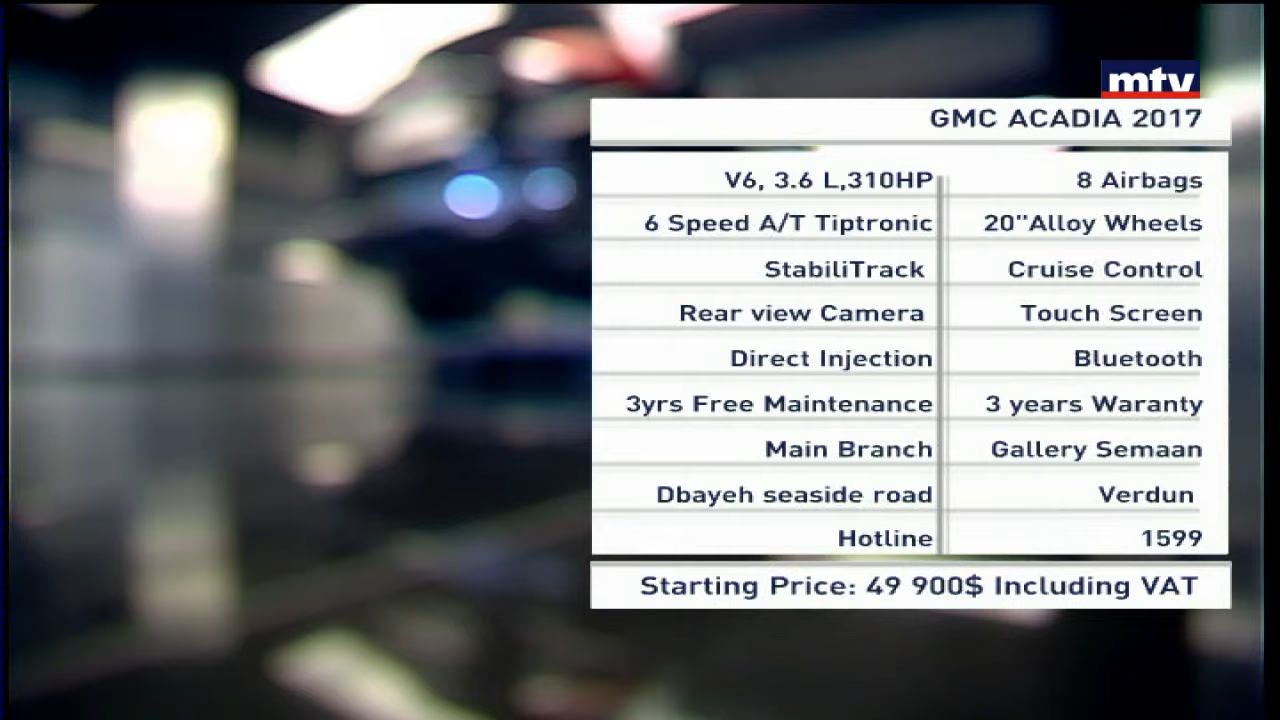 mtv
GMC ACADIA 2017
V6, 3.6 L,310HP 8 Airbags
6 Speed A/T Tiptronic 20"Alloy Wheels
StabiliTrack Cruise Control
Rear view Camera Touch Screen
Direct Injection Bluetooth
3yrs Free Maintenance 3 years Waranty
Main Branch Gallery Semaan
Dbayeh seaside road Verdun
Hotline 1599
Starting Price: 49 900$ Including VAT